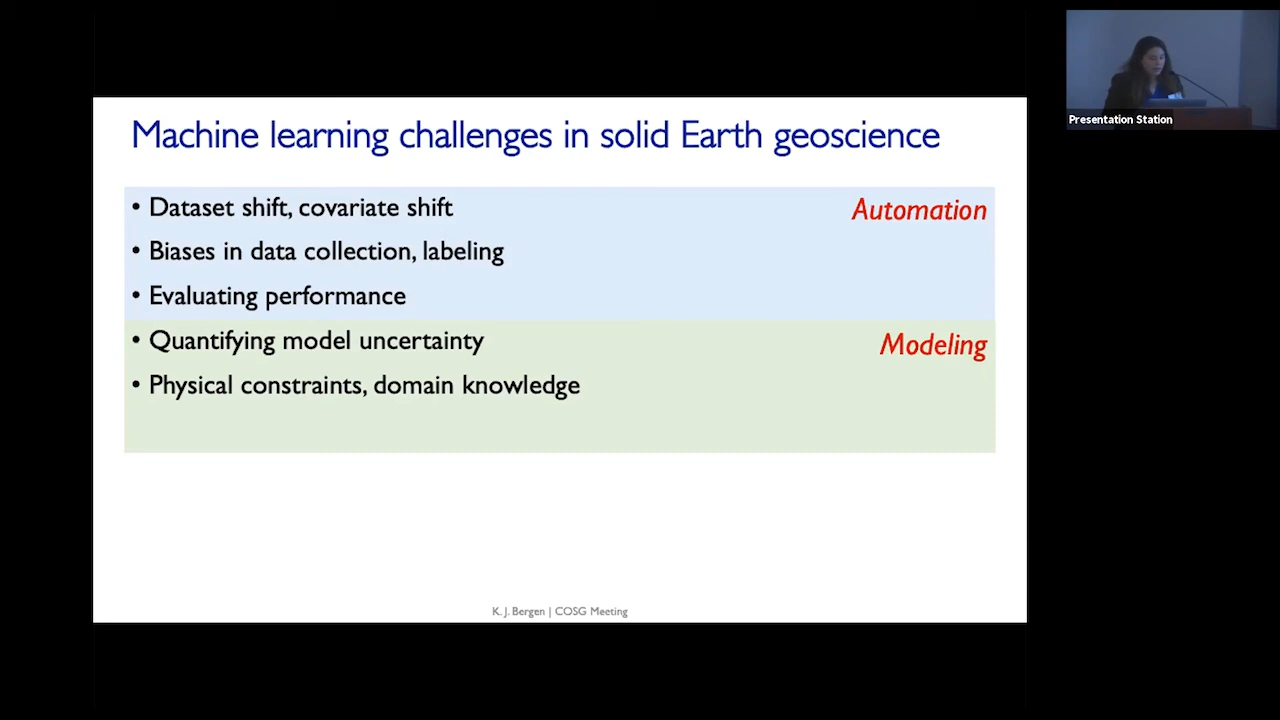 Machine learning challenges in solid Earth geoscience
• Dataset shift, covariate shift
Automation
• Biases in data collection, labeling
• Evaluating performance
• Quantifying model uncertainty
Modeling
• Physical constraints, domain knowledge
K. J. Bergen | COSG Meeting
Presentation Station